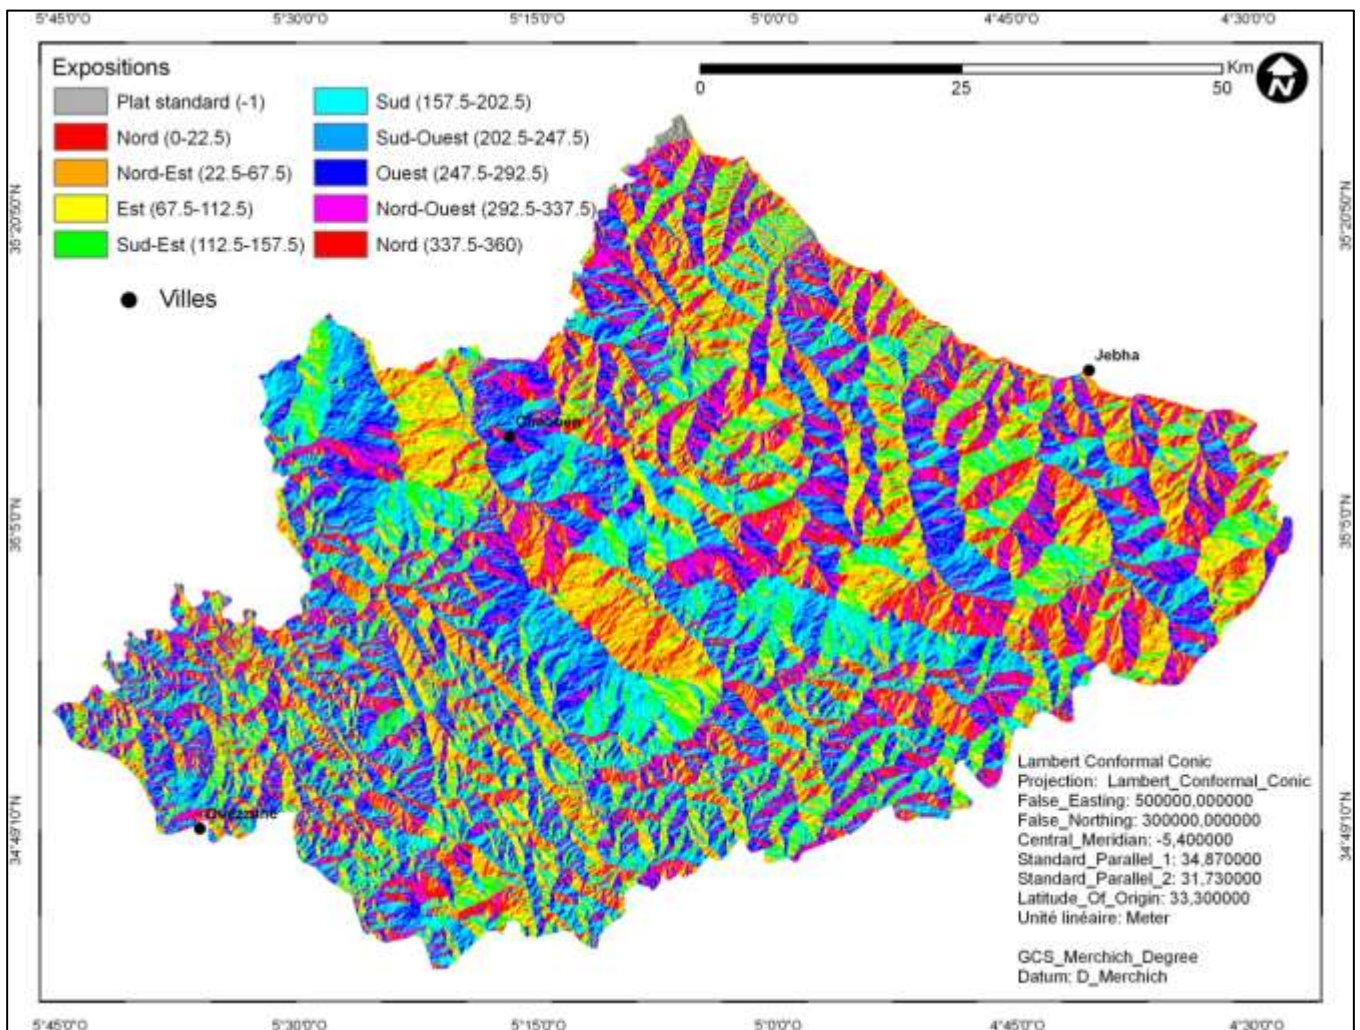 5°45'0"O 5°30'0"O 5°15'0"O 5°0'0"O 4°45'0"O 4°30'0"O
Expositions
Plat standard (-1)
Nord (0-22.5)
Nord-Est (22.5-67.5)
Est (67.5-112.5)
Sud-Est (112.5-157.5)
Sud (157.5-202.5)
Sud-Ouest (202.5-247.5)
Ouest (247.5-292.5)
Nord-Ouest (292.5-337.5)
Nord (337.5-360)
Villes
Km
0 25 50
N
35°20'50"N
35°20'50"N
Jebha
35°5'0"N
35°5'0"N
34°49'10"N
34°49'10"N
Lambert Conformal Conic
Projection: Lambert_Conformal_Conic
False_Easting: 500000,000000
False_Northing: 300000,000000
Central_Meridian: -5,400000
Standard_Parallel_1: 34,870000
Standard_Parallel_2: 31,730000
Latitude_Of_Origin: 33,300000
Unité linéaire: Meter
GCS_Merchich_Degree
Datum: D_Merchich
5°45'0"O 5°30'0"O 5°15'0"O 5°0'0"O 4°45'0"O 4°30'0"O